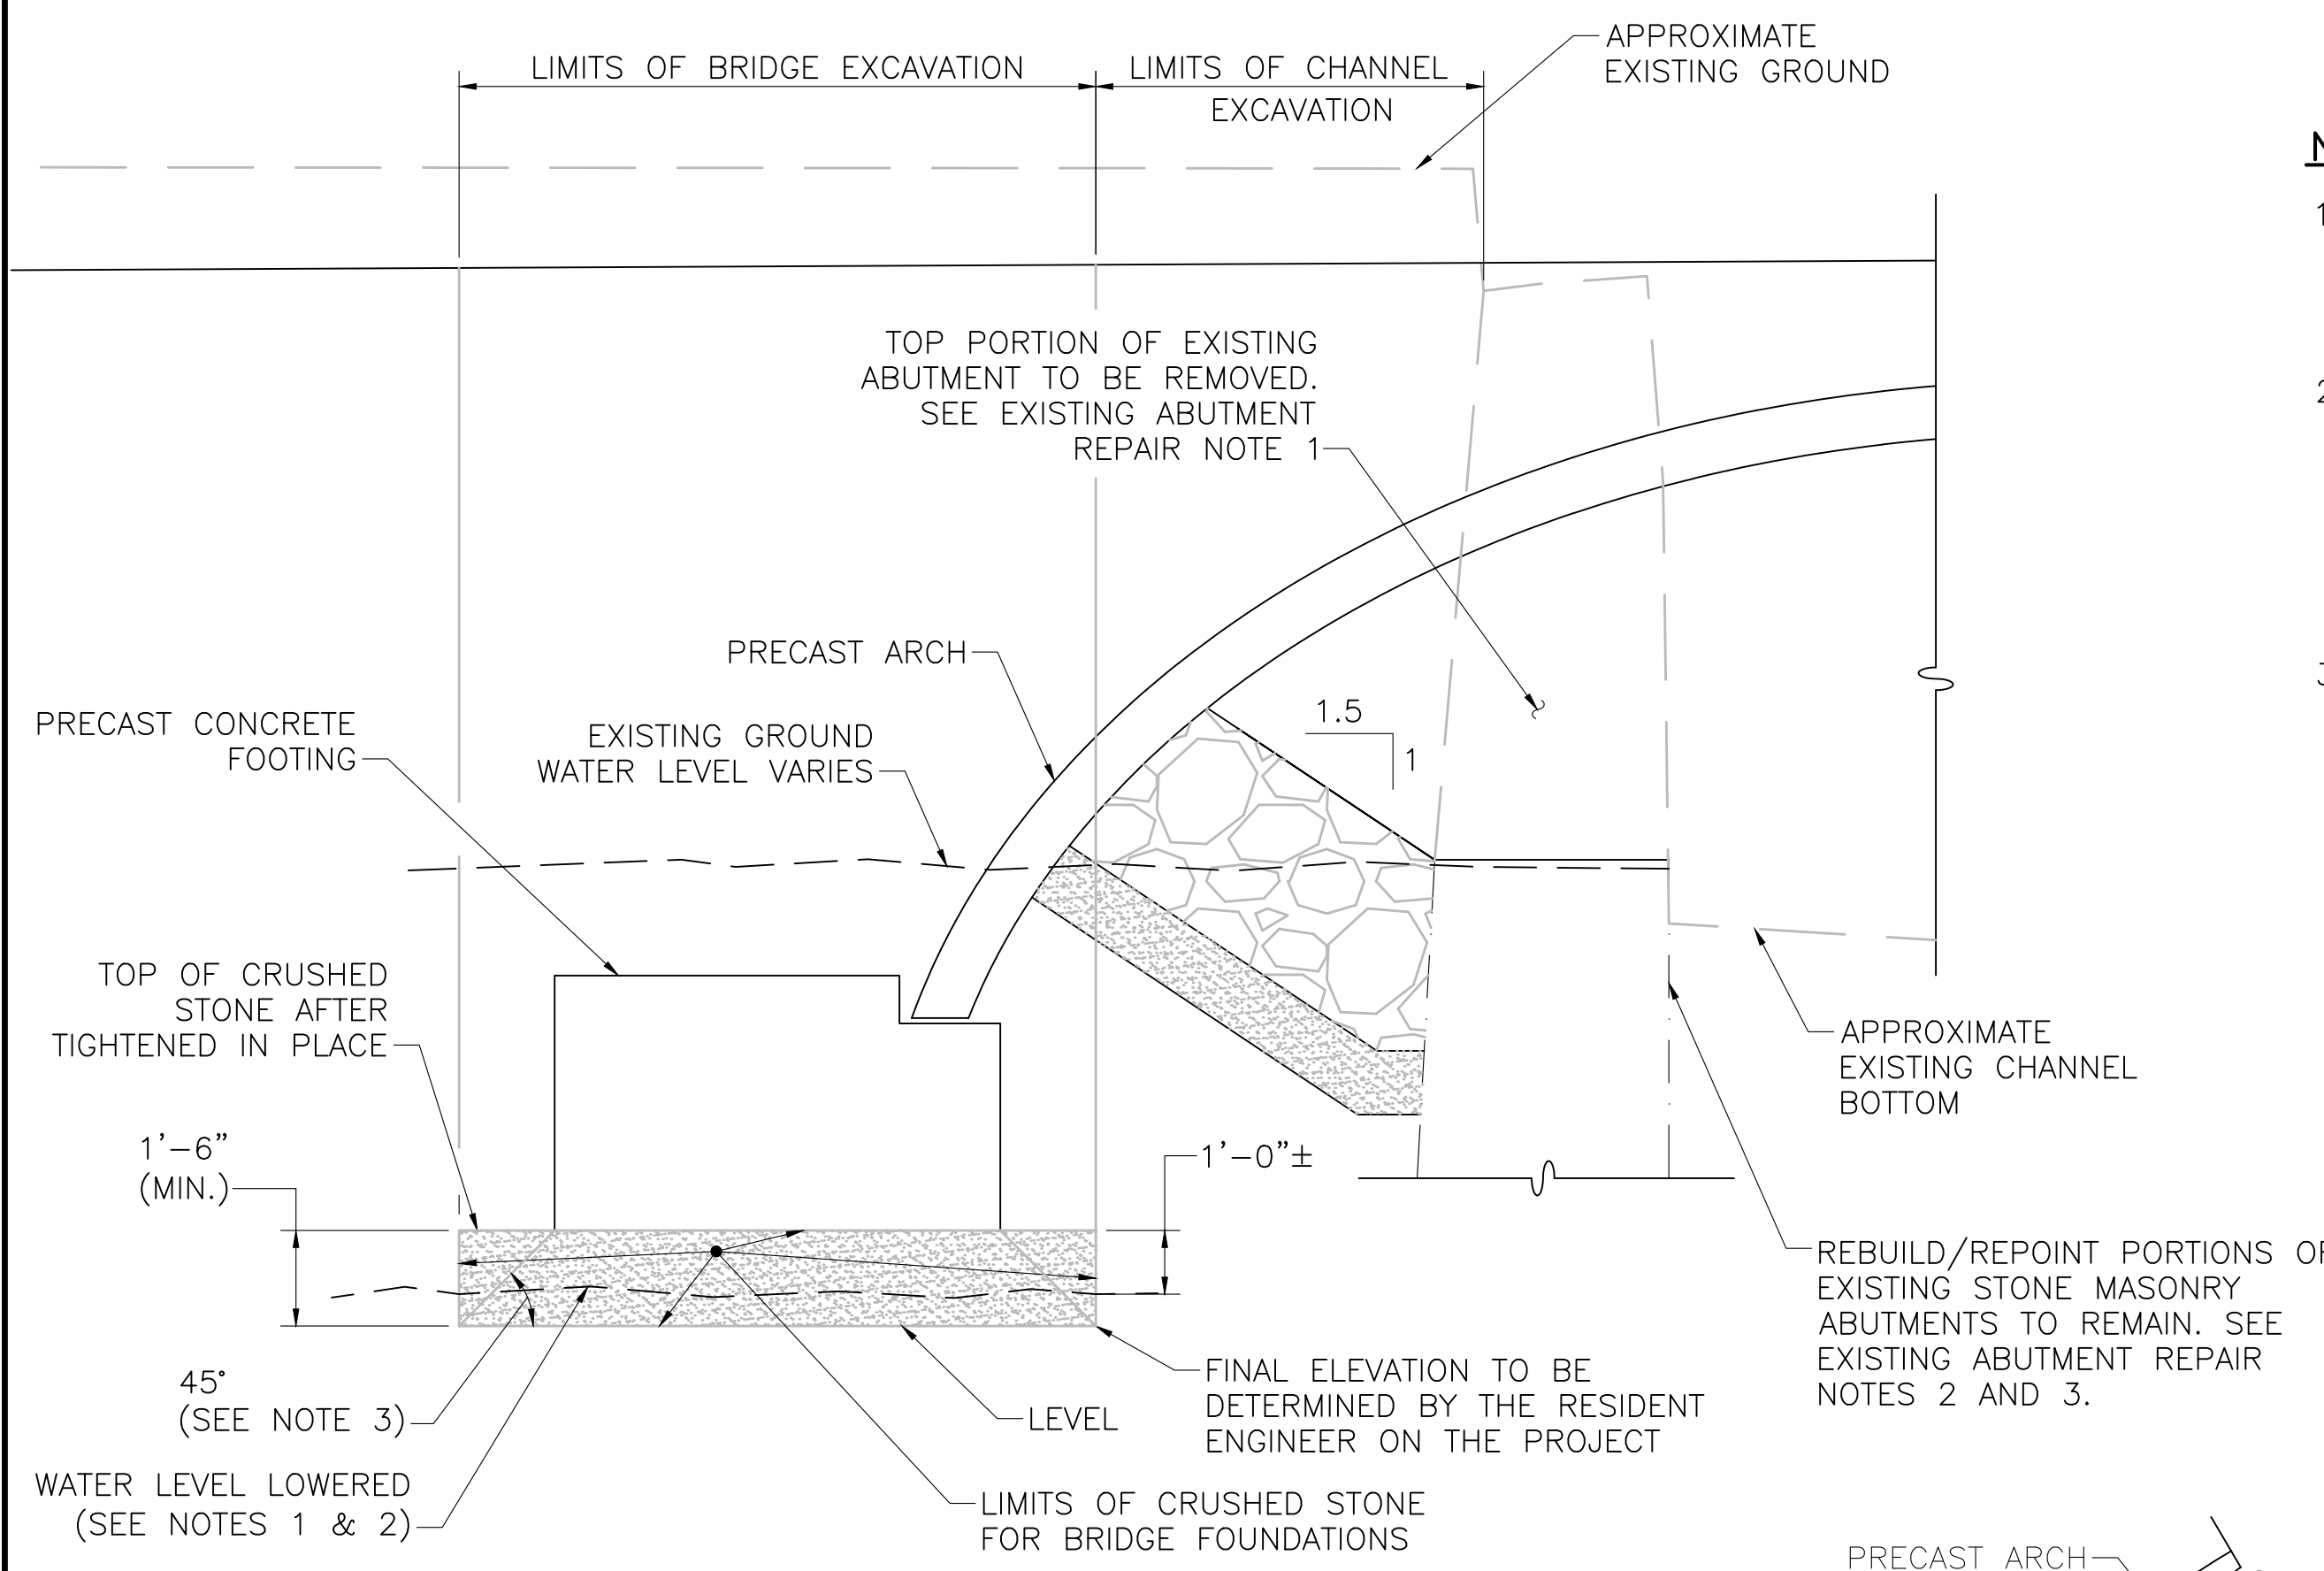 LIMITS OF BRIDGE EXCAVATION
LIMITS OF CHANNEL
EXCAVATION
APPROXIMATE
EXISTING GROUND
1
2
3
TOP PORTION OF EXISTING
ABUTMENT TO BE REMOVED.
SEE EXISTING ABUTMENT
REPAIR NOTE 1
PRECAST ARCH
PRECAST CONCRETE
FOOTING
EXISTING GROUND
WATER LEVEL VARIES
1.5
1
TOP OF CRUSHED
STONE AFTER
TIGHTENED IN PLACE
APPROXIMATE
EXISTING CHANNEL
BOTTOM
1'-6"
(MIN.)
1'-0"±
REBUILD/REPOINT PORTIONS OF
EXISTING STONE MASONRY
ABUTMENTS TO REMAIN. SEE
EXISTING ABUTMENT REPAIR
NOTES 2 AND 3.
45°
(SEE NOTE 3)
FINAL ELEVATION TO BE
DETERMINED BY THE RESIDENT
ENGINEER ON THE PROJECT
LEVEL
WATER LEVEL LOWERED
(SEE NOTES 1 & 2)
LIMITS OF CRUSHED STONE
FOR BRIDGE FOUNDATIONS
PRECAST ARCH